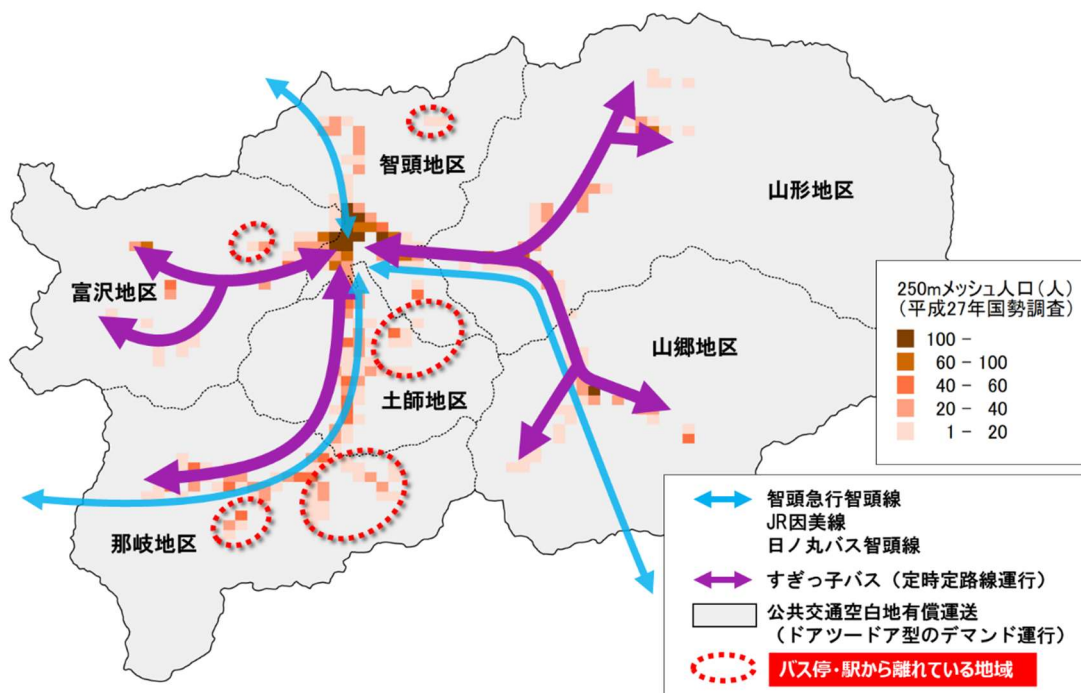 智頭地区
山形地区
富沢地区
山郷地区
土師地区
那岐地区
250mメッシュ人口(人)
(平成27年国勢調査)
100 -
60 - 100
40 - 60
20 - 40
1 - 20
智頭急行智頭線
JR因美線
日ノ丸バス智頭線
すぎっ子バス(定時定路線運行)
公共交通空白地有償運送
(ドアツードア型のデマンド運行)
バス停・駅から離れている地域